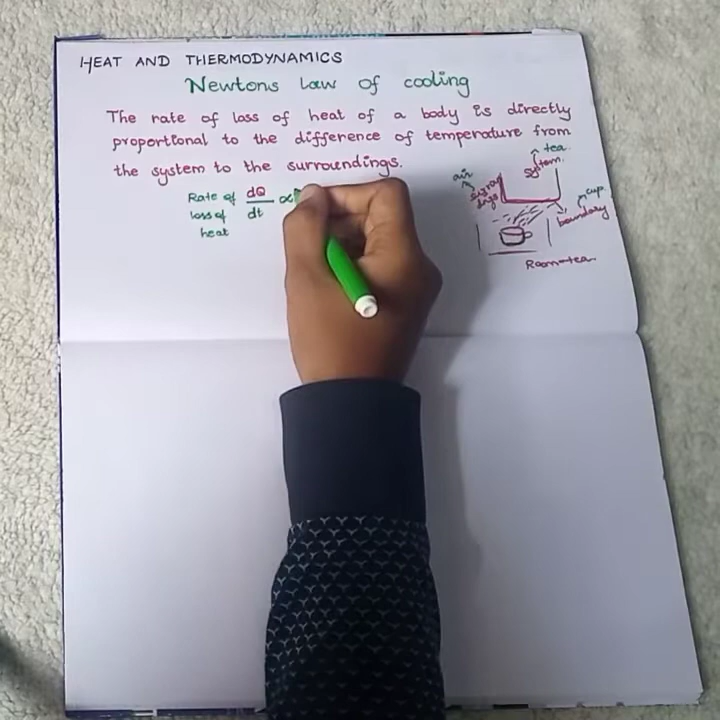 HEAT AND THERMODYNAMICS
Newtons Law of cooling
The rate of loss of heat of a body is directly
proportional to the difference of temperature from
the system to the surroundings.
Rate of loss of heat
dQ
dt
∝
air
tea
system
cup
boundary
Room
tea